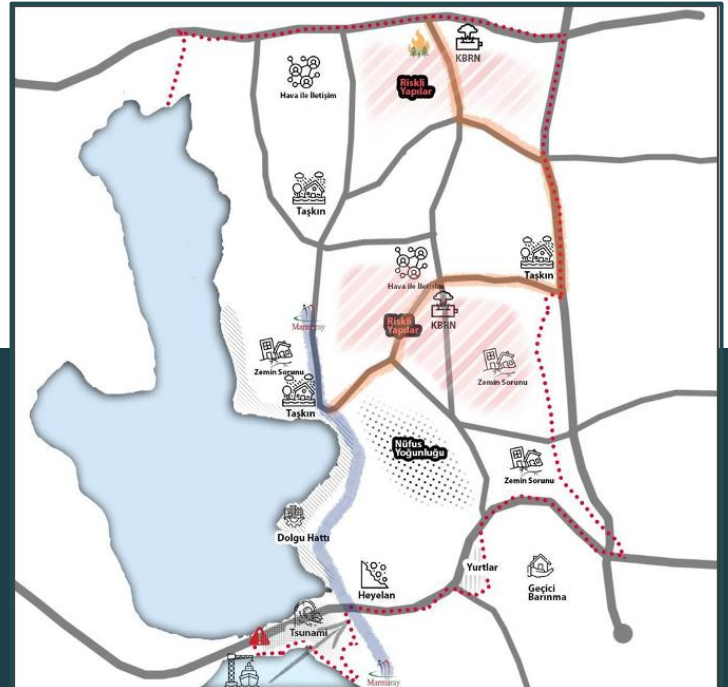 KBRN
Riskli
Yapılar
Hava ile İletişim
Taşkın
Taşkın
Hava ile İletişim
Marmaray
Riskli
Yapılar
KBRN
Zemin Sorunu
Zemin Sorunu
Taşkın
Nüfus
Yoğunluğu
Zemin Sorunu
Dolgu Hattı
Yurtlar
Heyelan
Geçici
Barınma
Tsunami
Marmaray